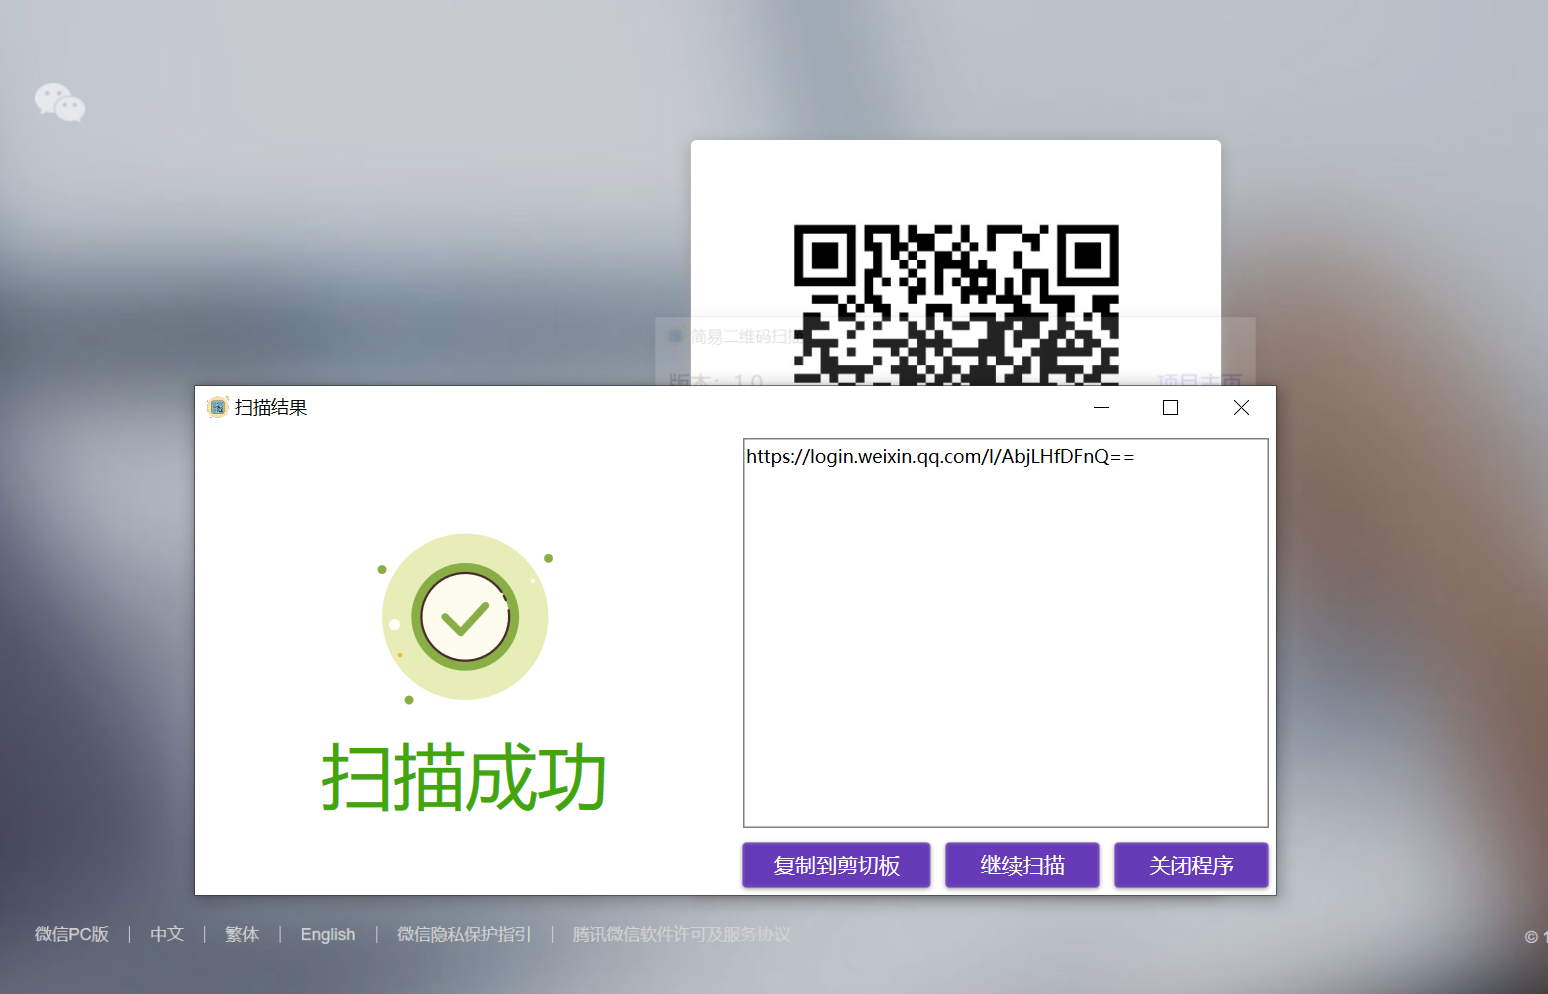 简易二维码扫描
版本：1.0
项目主页
扫描结果
https://login.weixin.qq.com/l/AbjLHfDFnQ==
扫描成功
复制到剪切板
继续扫描
关闭程序
微信PC版 | 中文 | 繁体 | English | 微信隐私保护指引 | 腾讯微信软件许可及服务协议
© 1